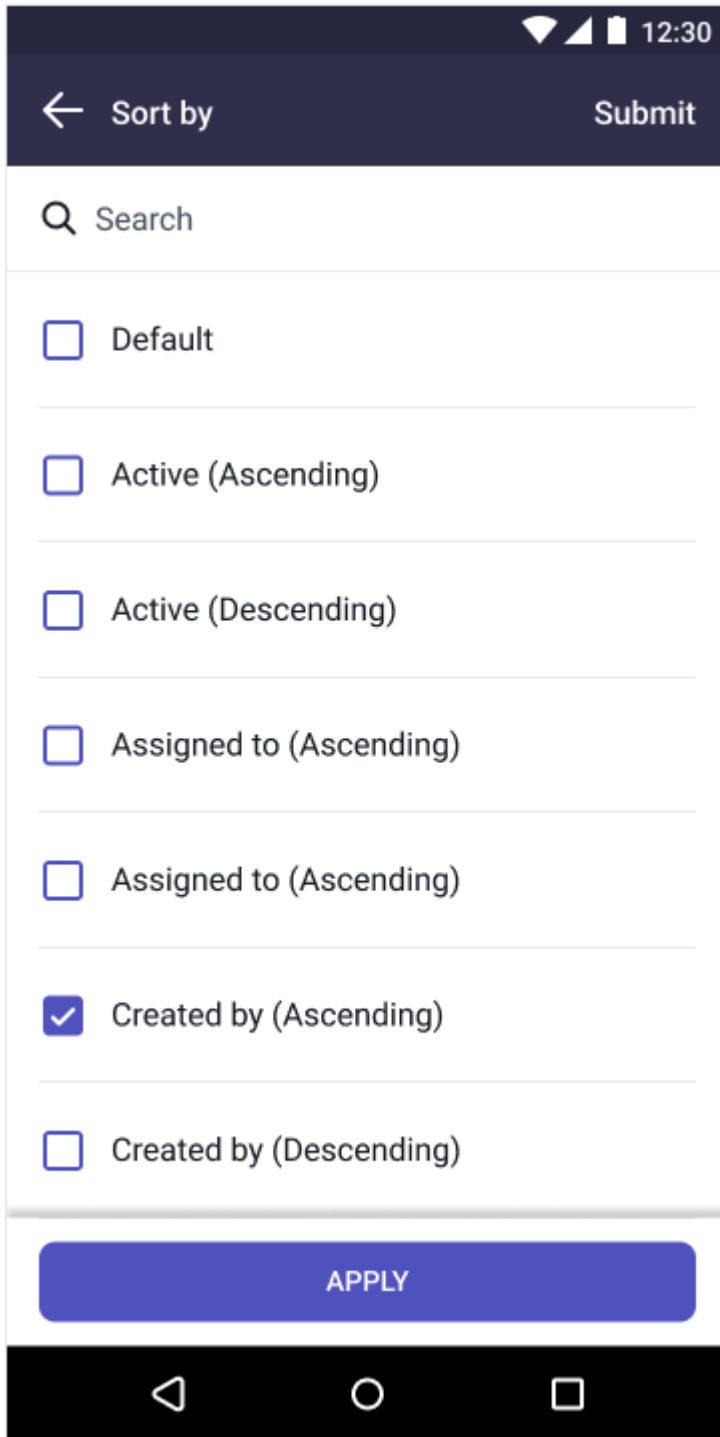 12:30
Sort by Submit
Search
Default
Active (Ascending)
Active (Descending)
Assigned to (Ascending)
Assigned to (Ascending)
Created by (Ascending)
Created by (Descending)
APPLY